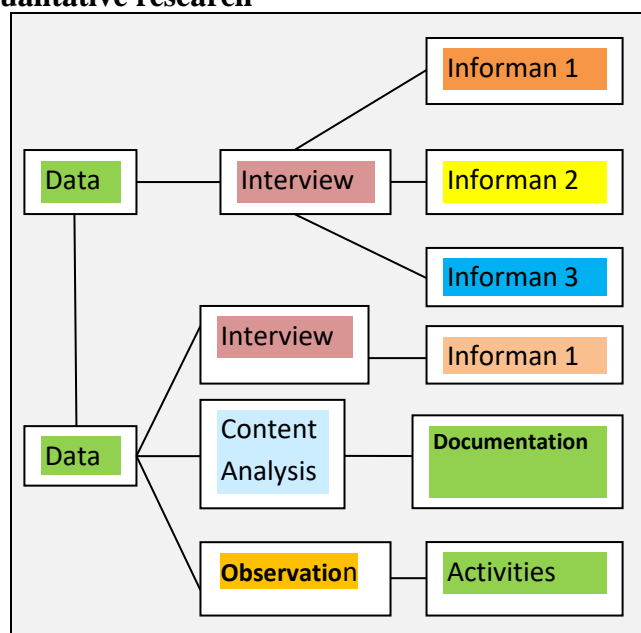 ualitative research
Informan 1
Data
Interview
Informan 2
Informan 3
Interview
Informan 1
Data
Content
Analysis
Documentation
Observation
Activities